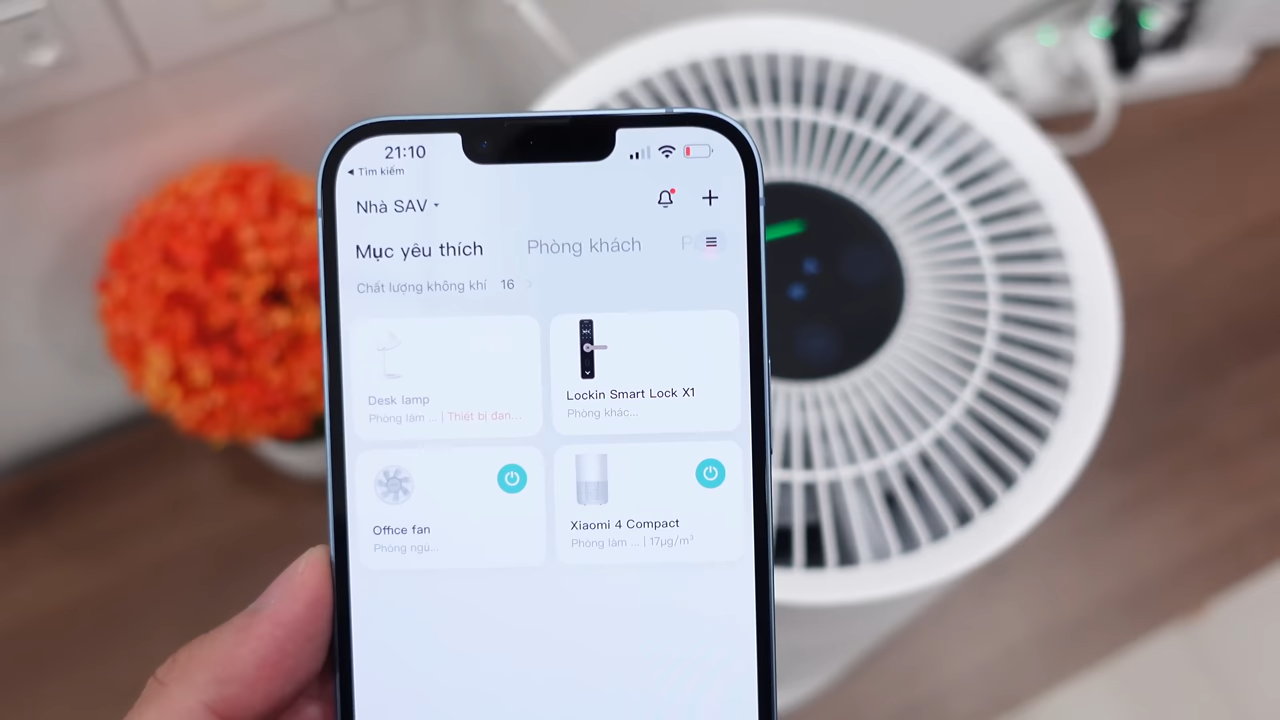 21:10
◀ Tìm kiếm
Nhà SAV
Mục yêu thích Phòng khách P
Chất lượng không khí 16
Desk lamp
Phòng làm ... | Thiết bị đan...
Lockin Smart Lock X1
Phòng khác...
Office fan
Phòng ngu...
Xiaomi 4 Compact
Phòng làm ... | 17µg/m³